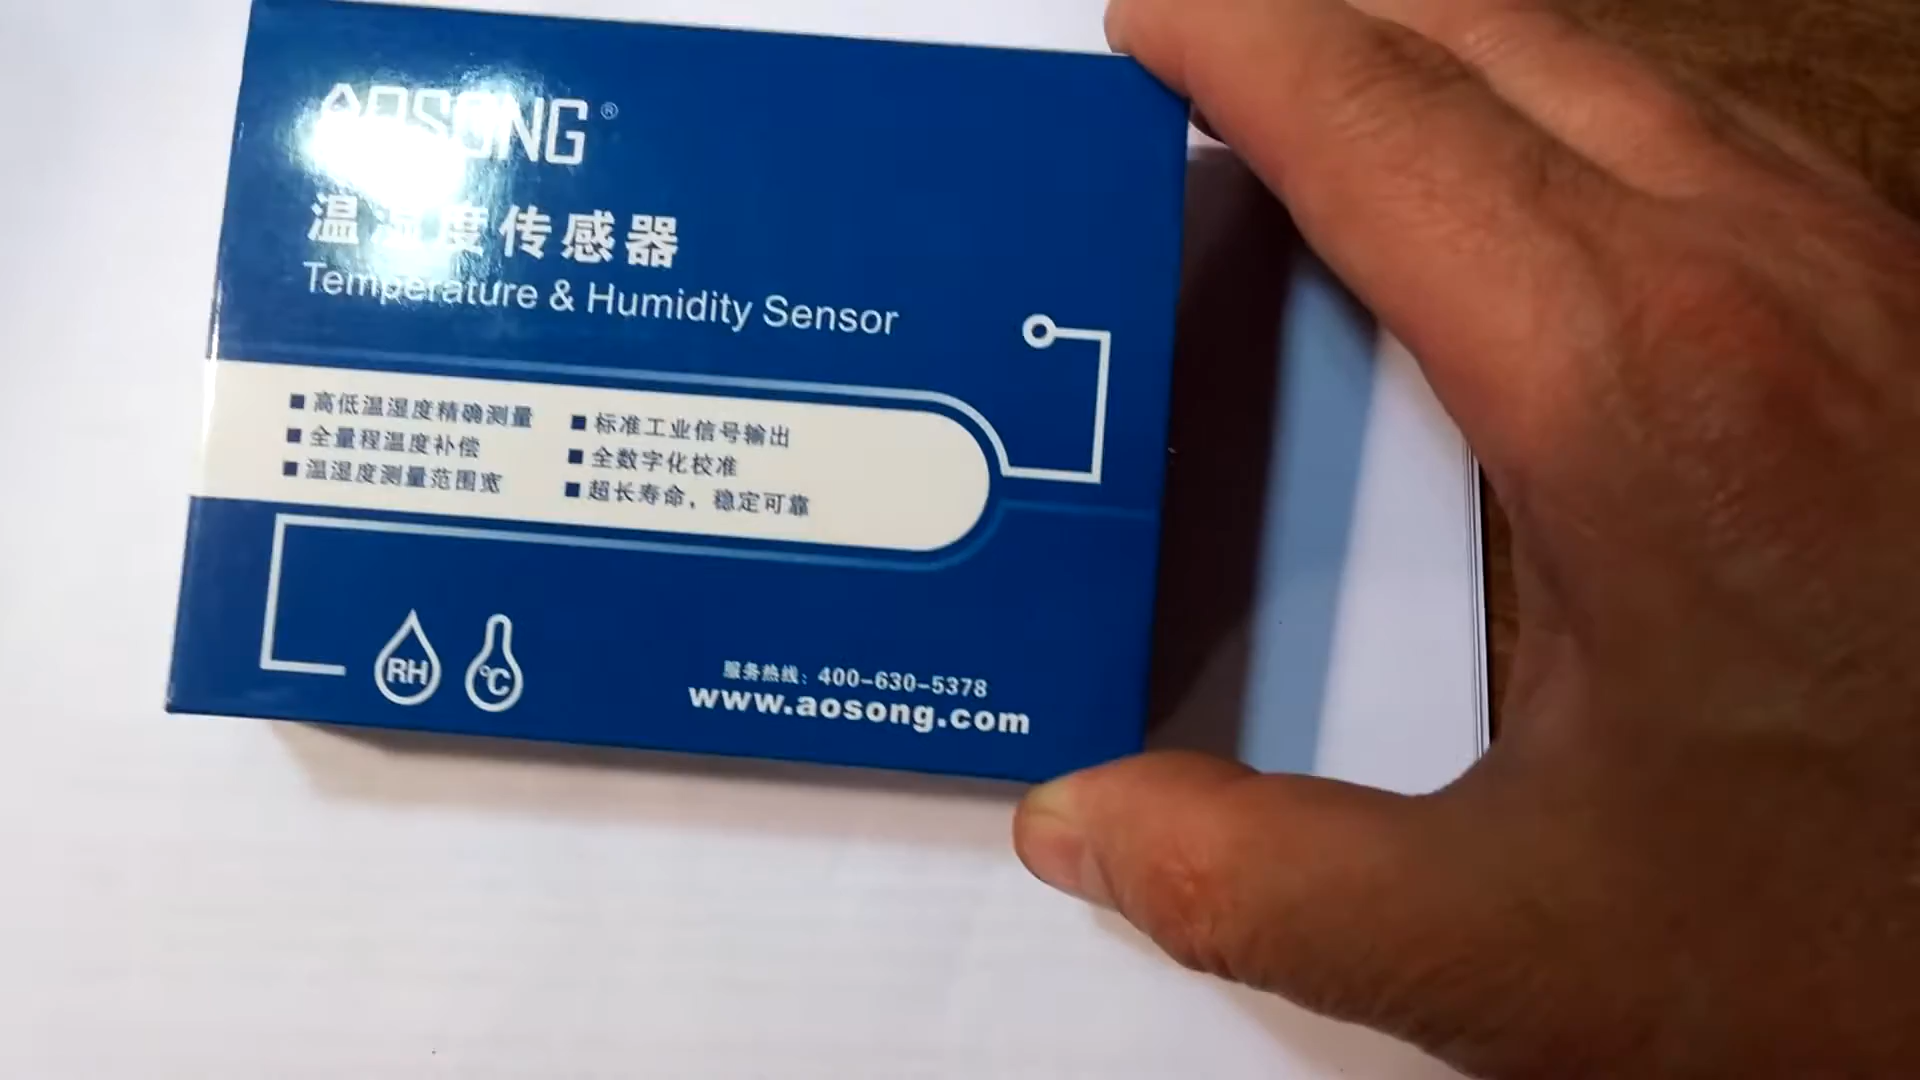 AOSONG®
温湿度传感器
Temperature & Humidity Sensor
■ 高低温湿度精确测量
■ 全量程温度补偿
■ 温湿度测量范围宽
■ 标准工业信号输出
■ 全数字化校准
■ 超长寿命，稳定可靠
RH
°C
服务热线：400-630-5378
www.aosong.com